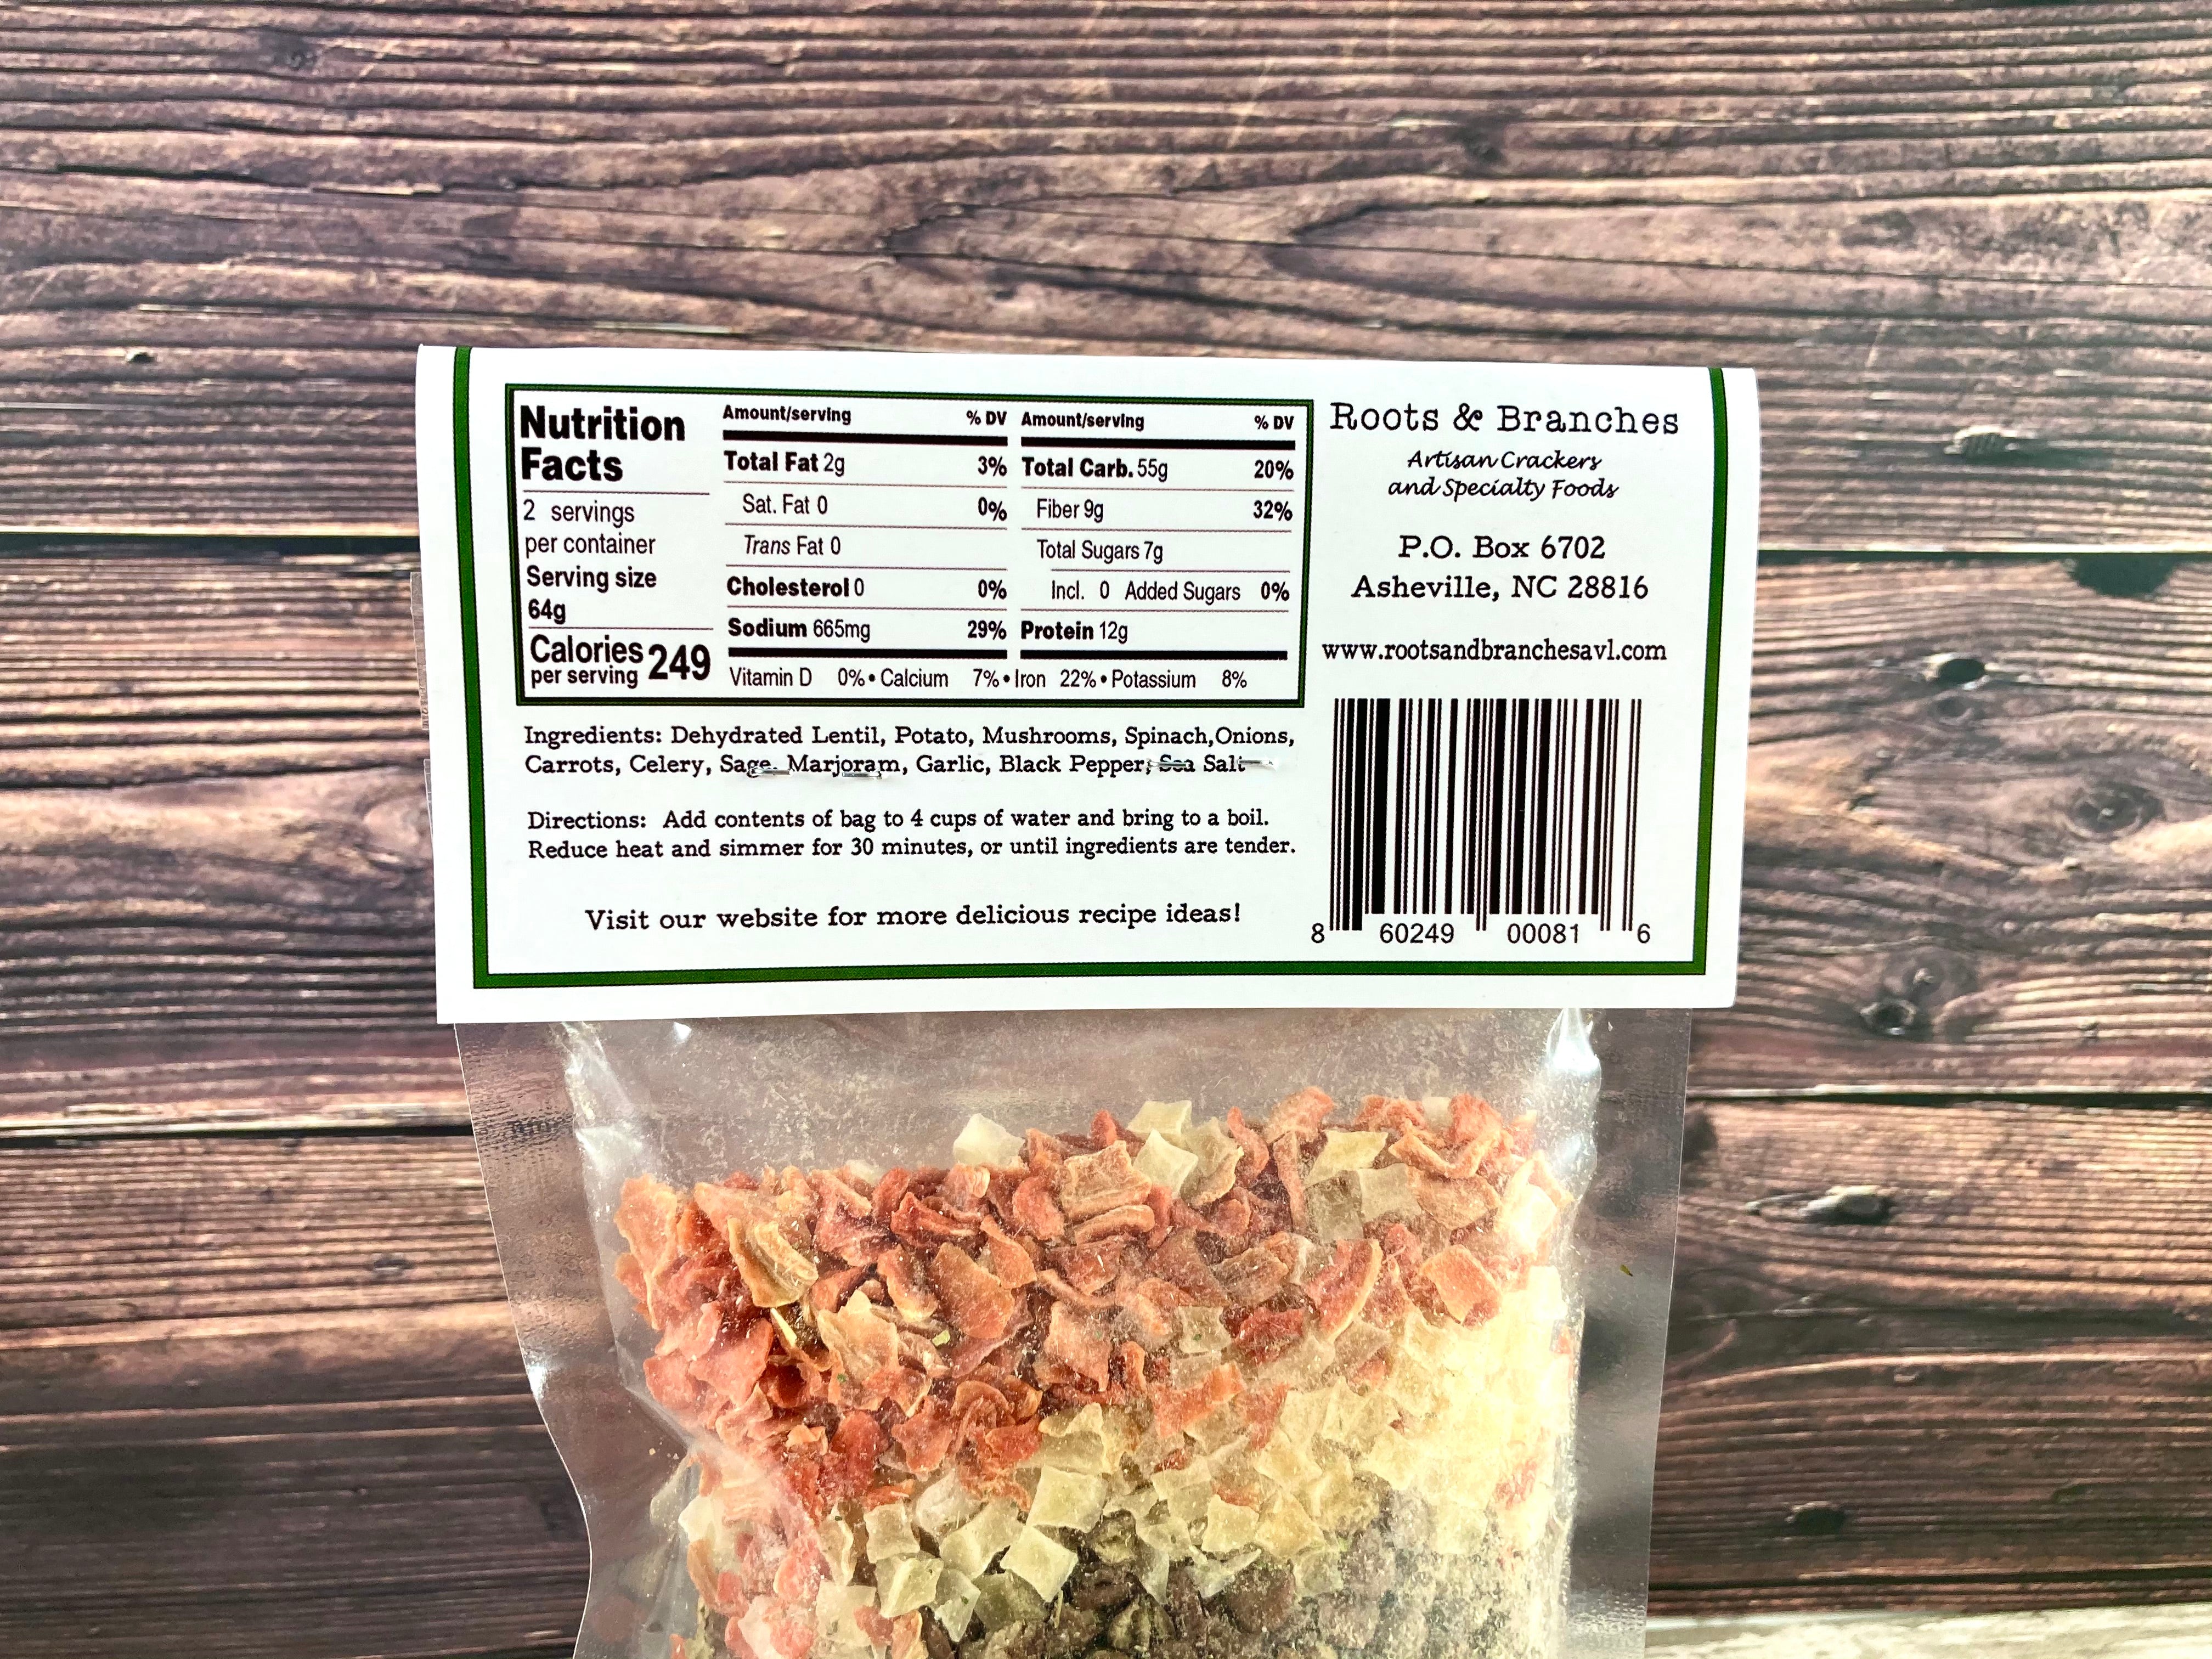 Nutrition
Facts
2 servings
per container
Serving size
64g
Calories 249
per serving
Amount/serving % DV
Total Fat 2g 3%
Sat. Fat 0 0%
Trans Fat 0
Cholesterol 0 0%
Sodium 665mg 29%
Amount/serving % DV
Total Carb. 55g 20%
Fiber 9g 32%
Total Sugars 7g
Incl. 0 Added Sugars 0%
Protein 12g
Vitamin D 0% • Calcium 7% • Iron 22% • Potassium 8%
Ingredients: Dehydrated Lentil, Potato, Mushrooms, Spinach,Onions,
Carrots, Celery, Sage, Marjoram, Garlic, Black Pepper, Sea Salt
Directions: Add contents of bag to 4 cups of water and bring to a boil.
Reduce heat and simmer for 30 minutes, or until ingredients are tender.
Visit our website for more delicious recipe ideas!
Roots & Branches
Artisan Crackers
and Specialty Foods
P.O. Box 6702
Asheville, NC 28816
www.rootsandbranchesavl.com
8 60249 00081 6